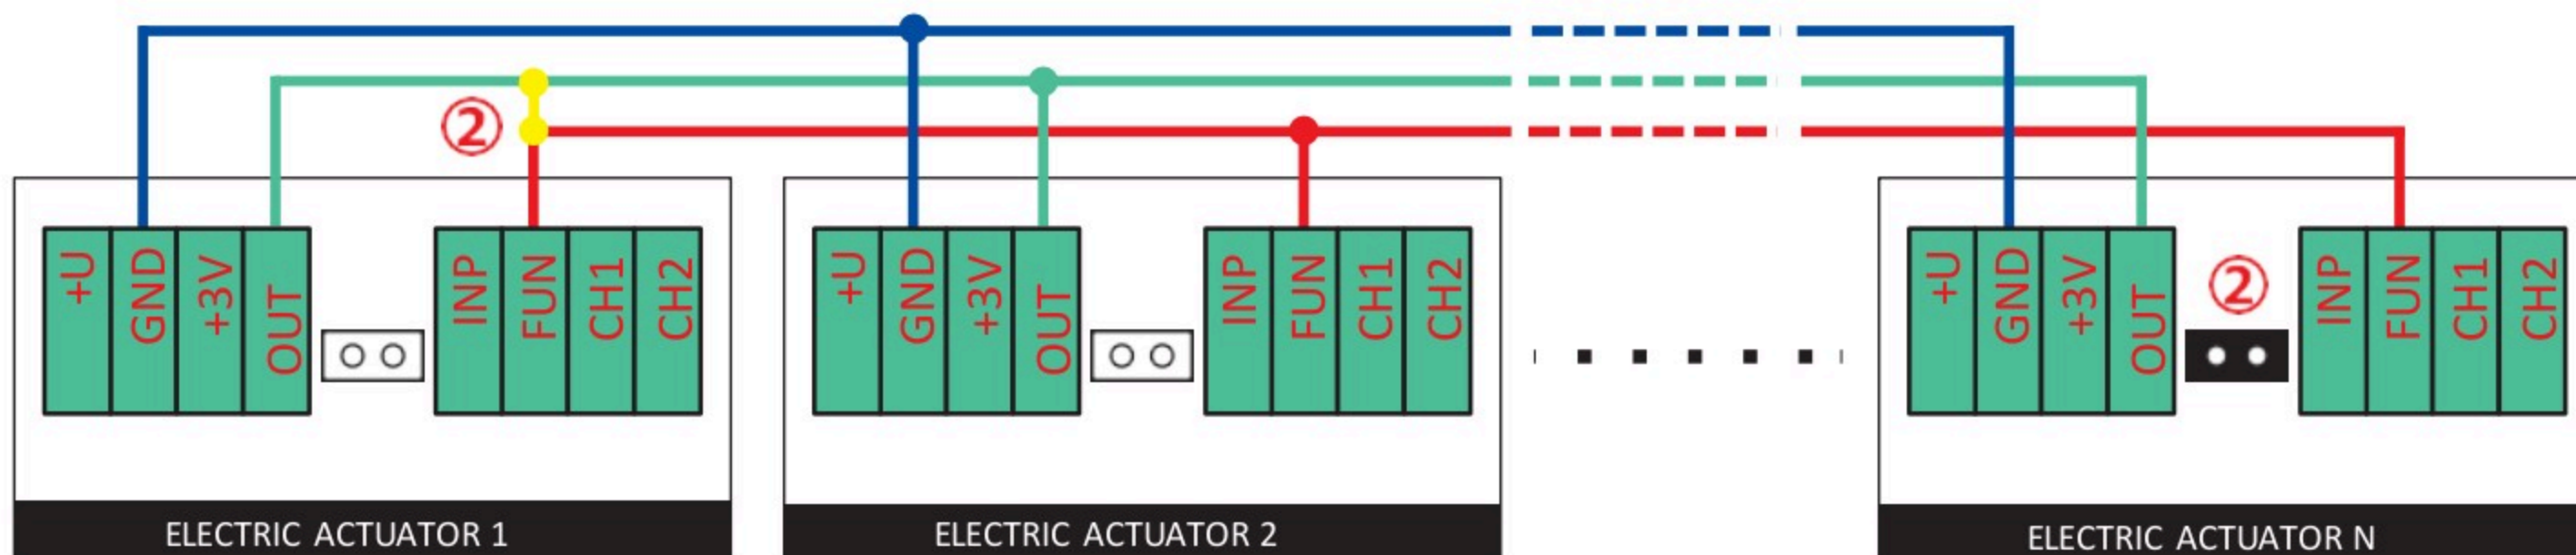 ②
+U GND +3V OUT INP FUN CH1 CH2
ELECTRIC ACTUATOR 1
+U GND +3V OUT INP FUN CH1 CH2
ELECTRIC ACTUATOR 2
+U GND +3V OUT ② INP FUN CH1 CH2
ELECTRIC ACTUATOR N